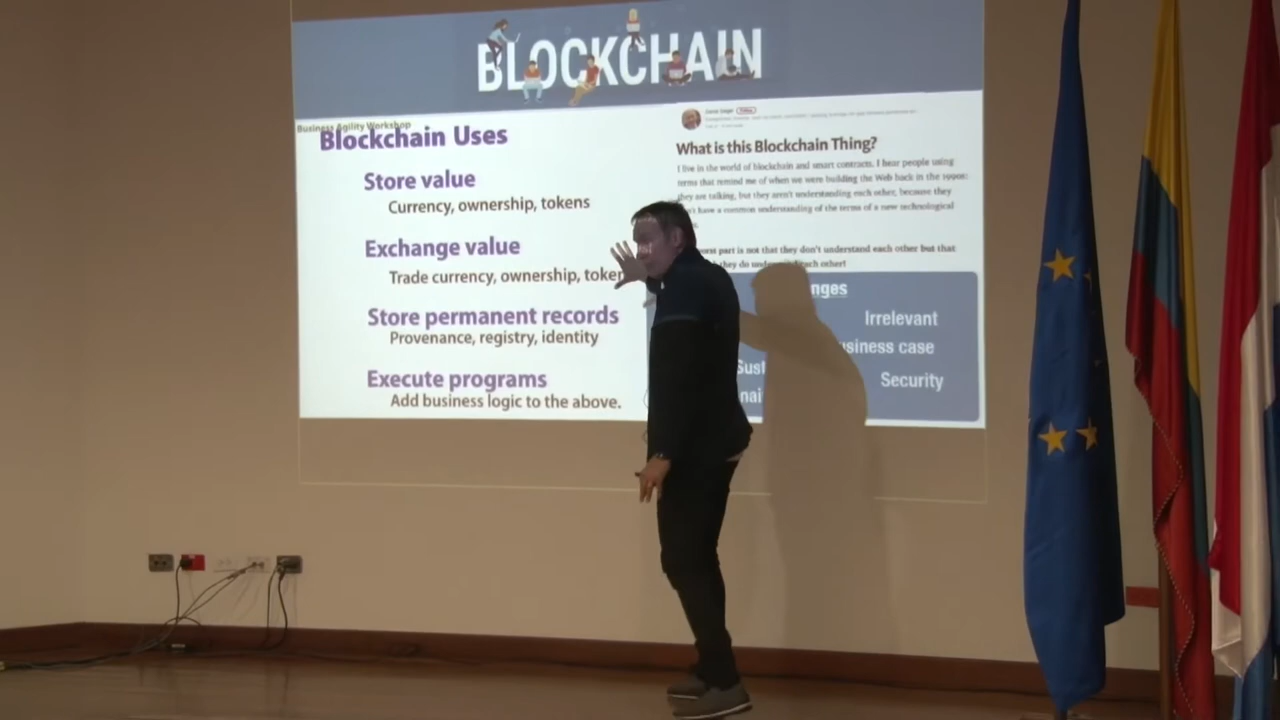 BLOCKCHAIN
Business Agility Workshop
Blockchain Uses
Store value
Currency, ownership, tokens
Exchange value
Trade currency, ownership, token
Store permanent records
Provenance, registry, identity
Execute programs
Add business logic to the above.
What is this Blockchain Thing?
I live in the world of blockchain and smart contracts. I hear people using
terms that remind me of when we were building the Web back in the 1990s:
they are talking, but they aren't understanding each other, because they
have a common understanding of the terms of a new technological
part is not that they don't understand each other but that
they do understand each other!
nges
Irrelevant
usiness case
Sust
Security
nai